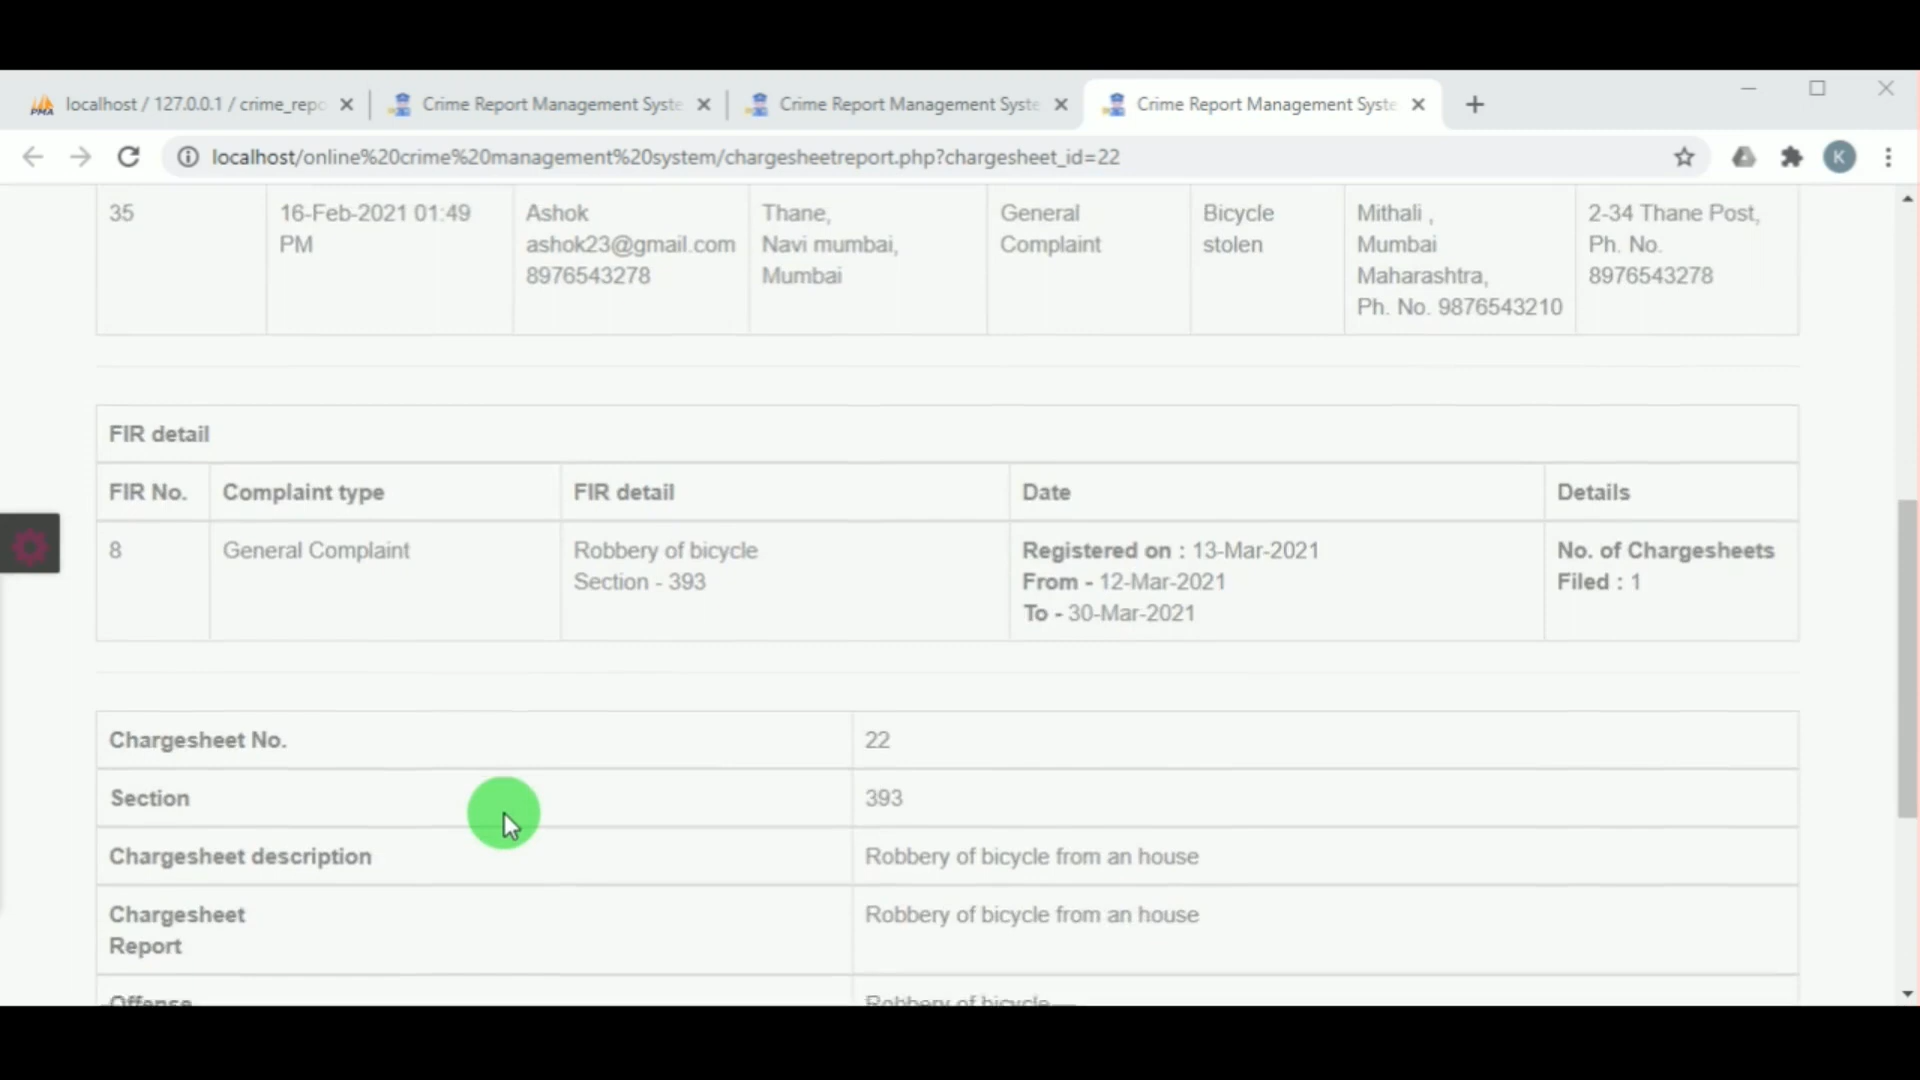 localhost / 127.0.0.1 / crime_repo
Crime Report Management Syste
Crime Report Management Syste
Crime Report Management Syste
localhost/online%20crime%20management%20system/chargesheetreport.php?chargesheet_id=22
K
35
16-Feb-2021 01:49
PM
Ashok
ashok23@gmail.com
8976543278
Thane,
Navi mumbai,
Mumbai
General
Complaint
Bicycle
stolen
Mithali ,
Mumbai
Maharashtra,
Ph. No. 9876543210
2-34 Thane Post,
Ph. No.
8976543278
FIR detail
FIR No.
Complaint type
FIR detail
Date
Details
8
General Complaint
Robbery of bicycle
Section - 393
Registered on : 13-Mar-2021
From - 12-Mar-2021
To - 30-Mar-2021
No. of Chargesheets
Filed : 1
Chargesheet No.
22
Section
393
Chargesheet description
Robbery of bicycle from an house
Chargesheet
Report
Robbery of bicycle from an house
Offense
Robbery of bicycle